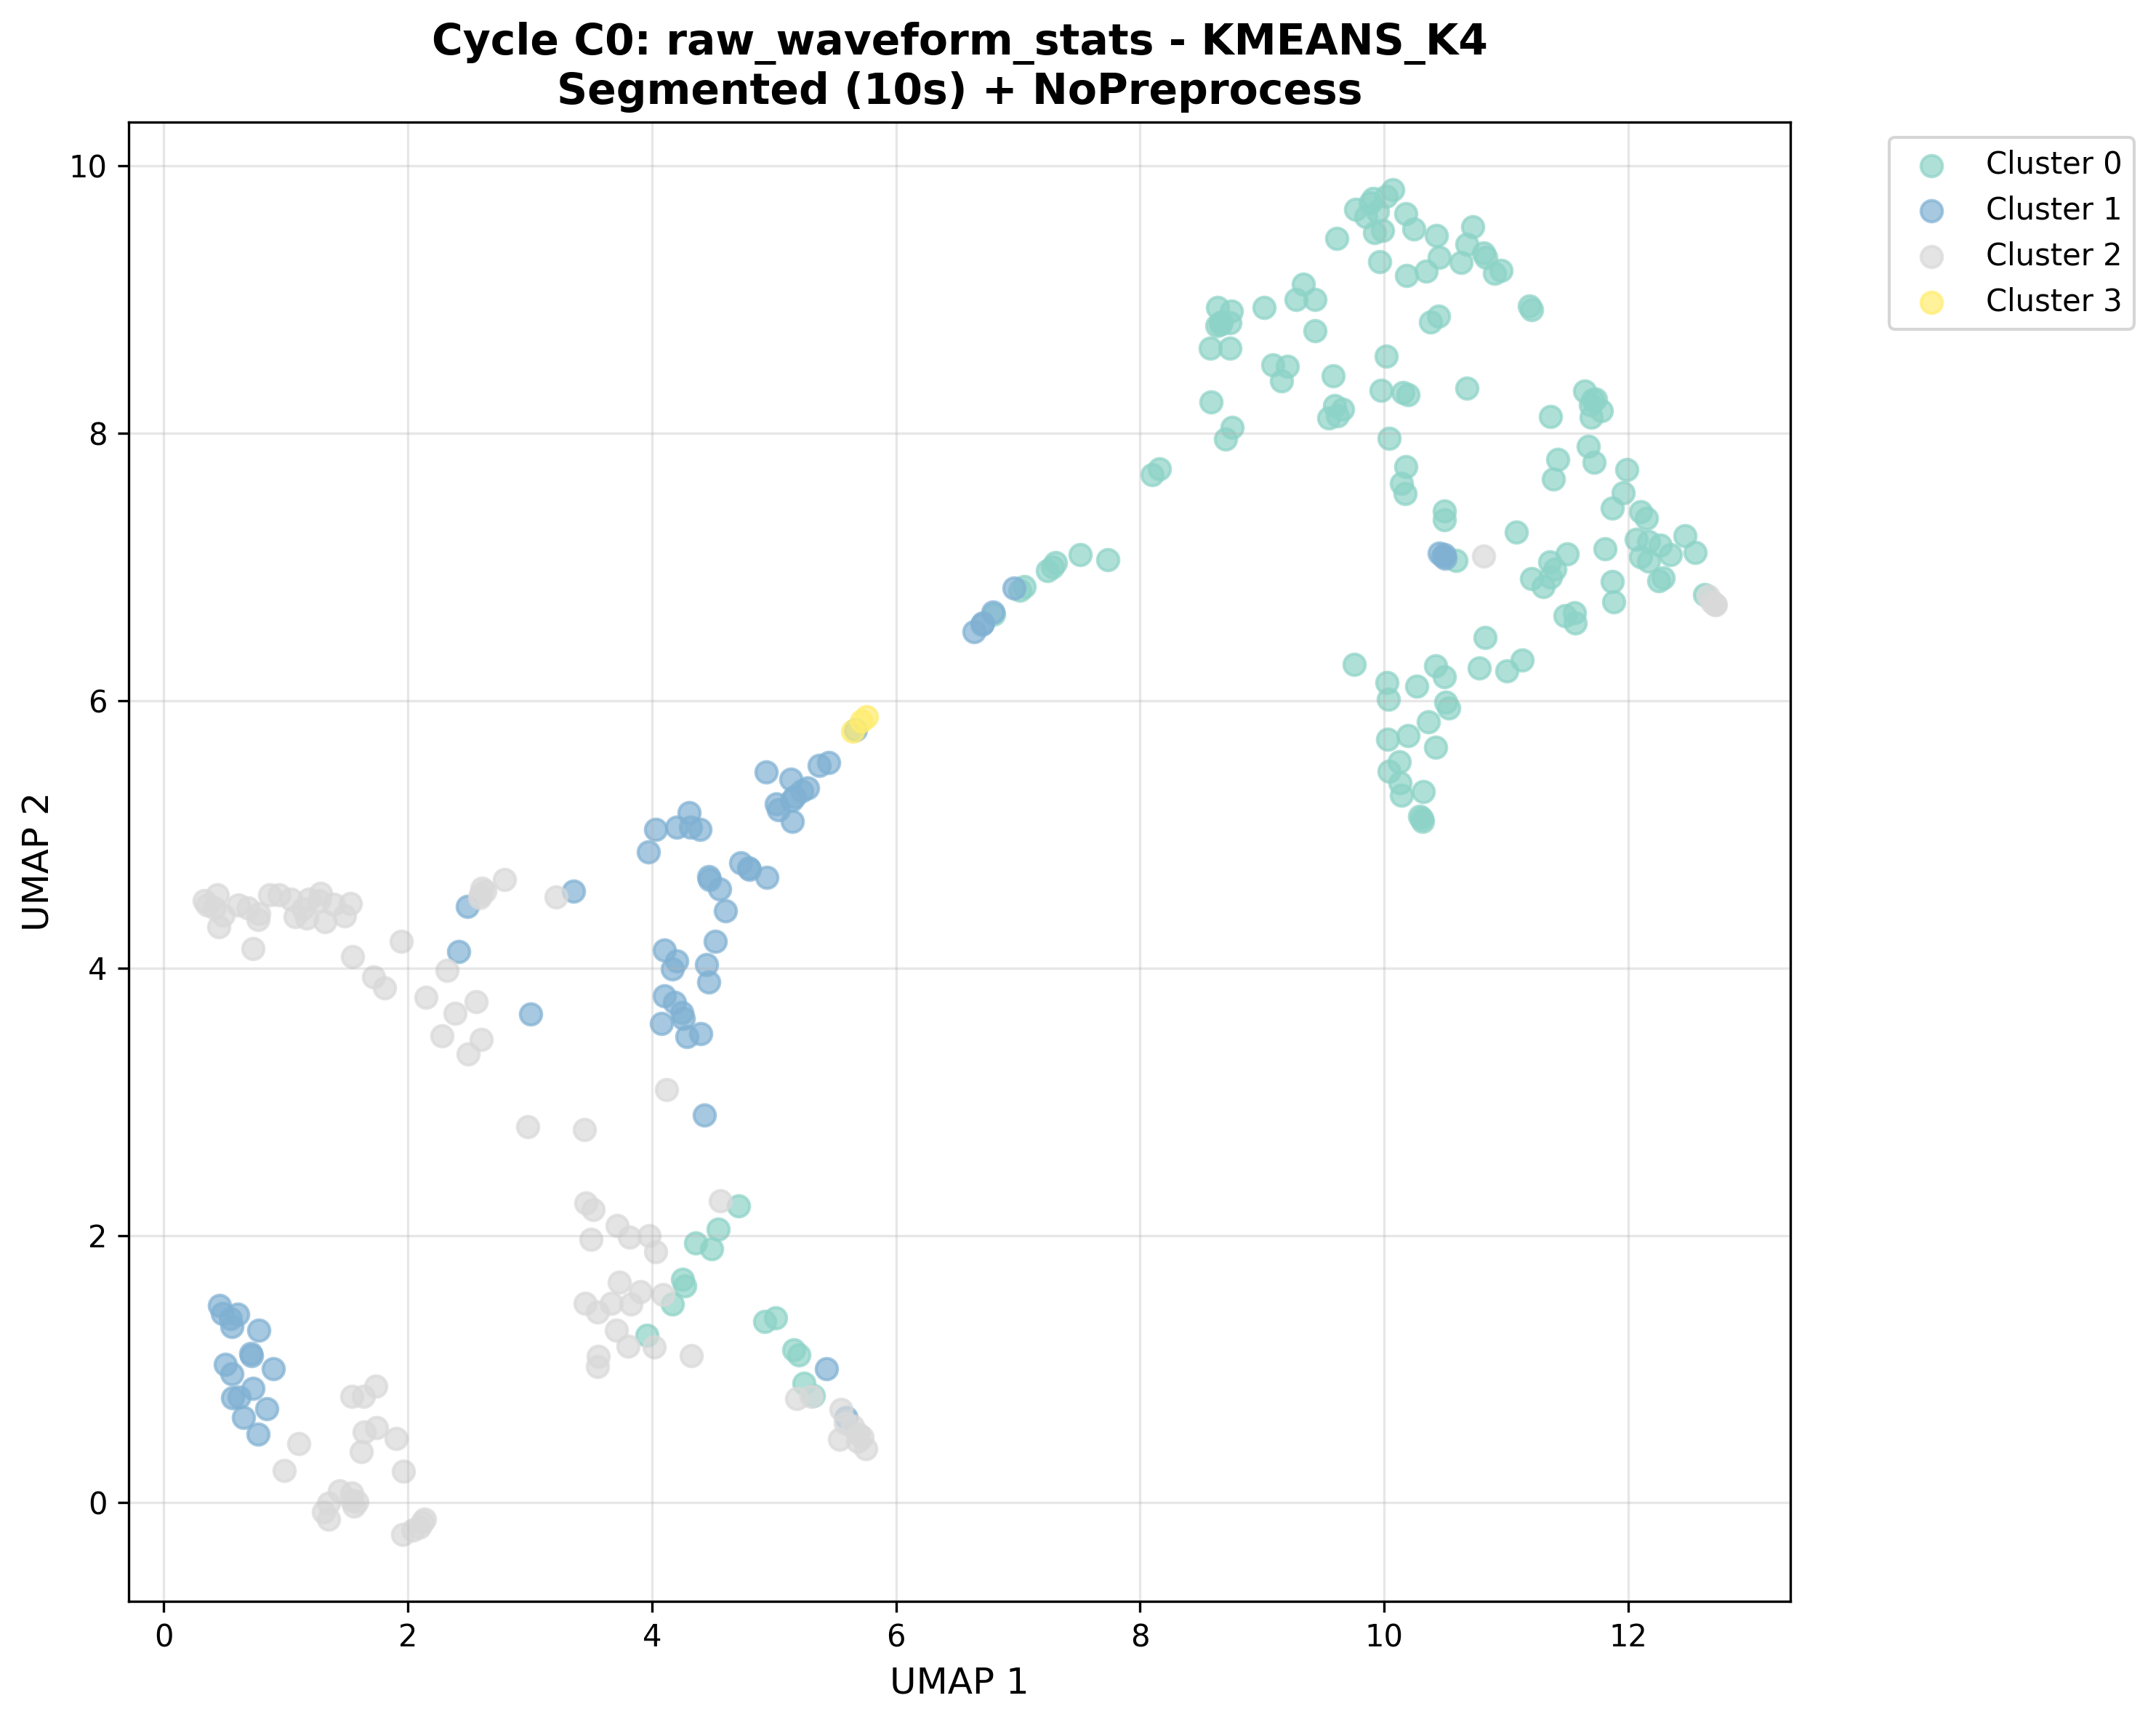 Cycle C0: raw_waveform_stats - KMEANS_K4
Segmented (10s) + NoPreprocess
Cluster 0
Cluster 1
Cluster 2
Cluster 3
10
8
6
4
2
0
UMAP 2
0 2 4 6 8 10 12
UMAP 1